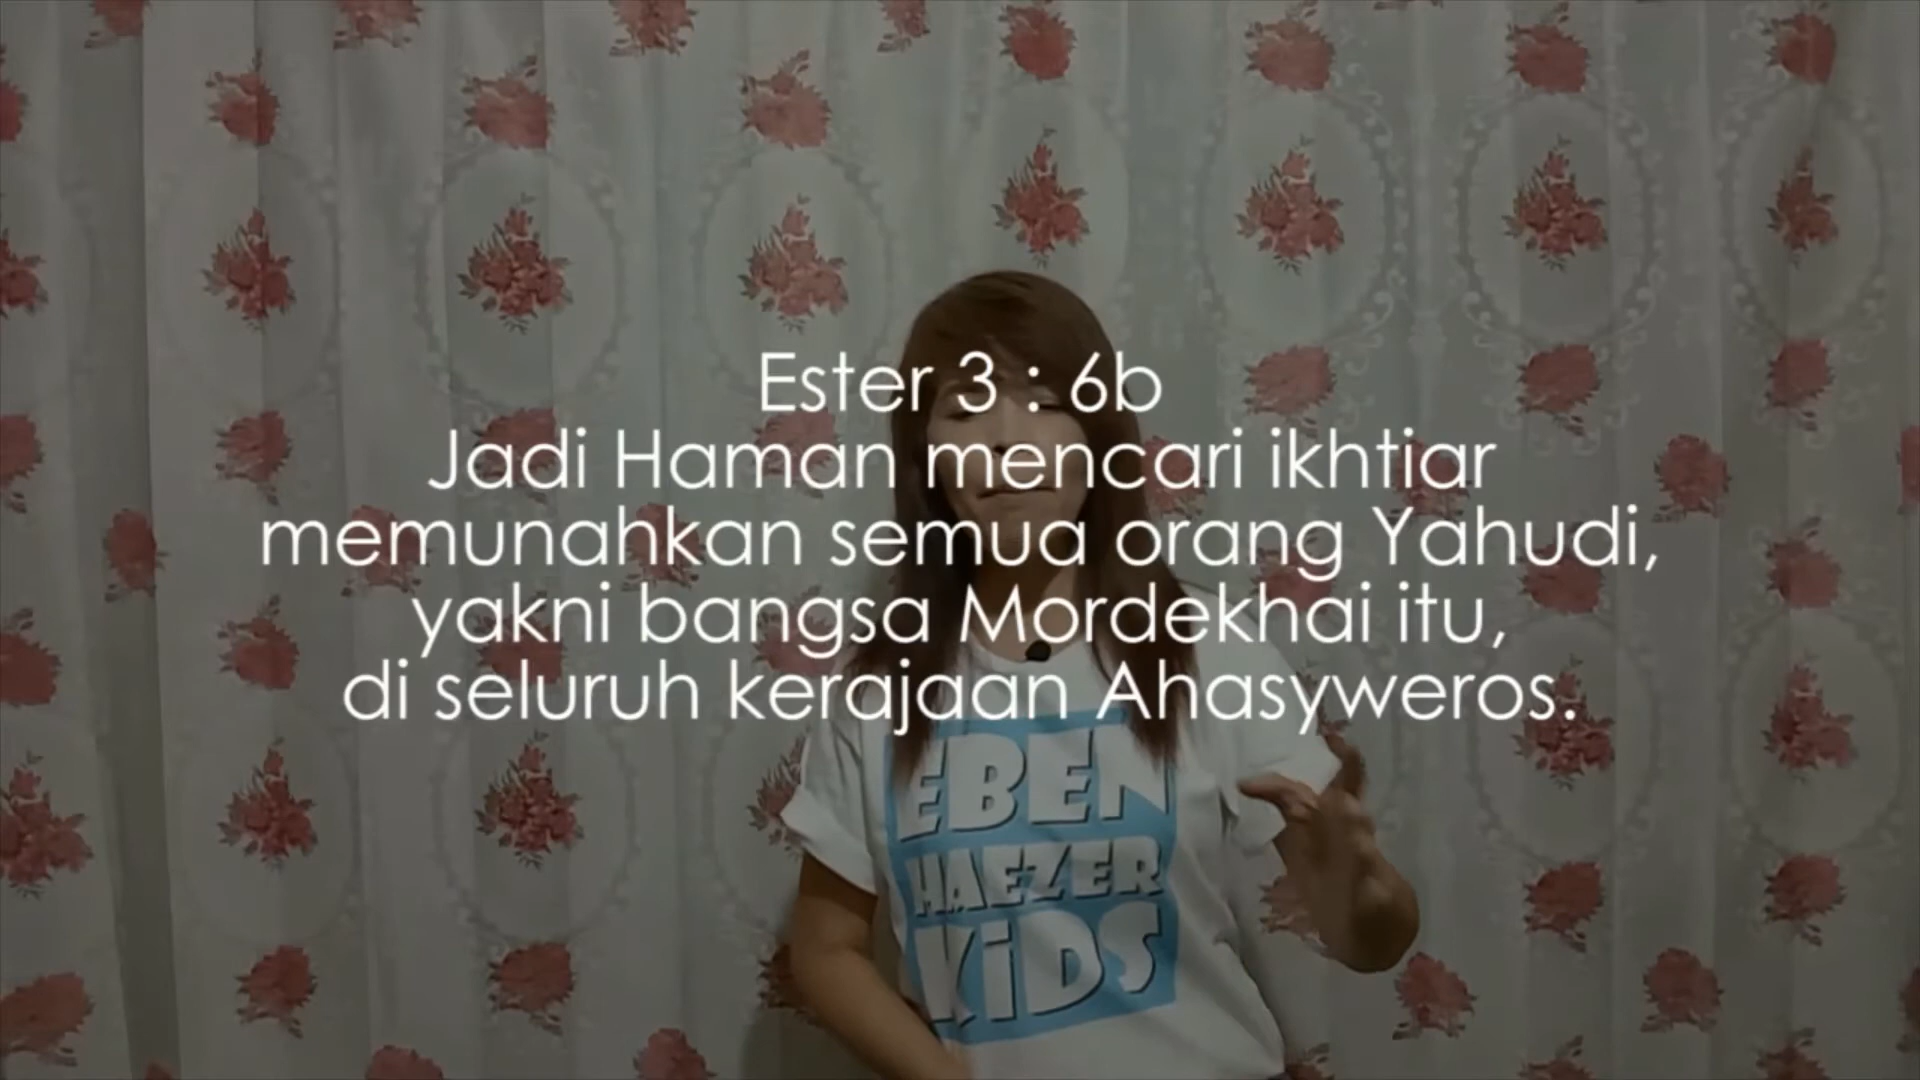 Ester 3 : 6b
Jadi Haman mencari ikhtiar
memunahkan semua orang Yahudi,
yakni bangsa Mordekhai itu,
di seluruh kerajaan Ahasyweros.
EBEN
HAEZER
KiDS